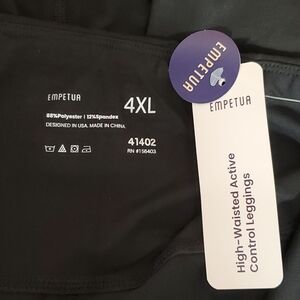 EMPETUA
4XL
88%Polyester | 12%Spandex
DESIGNED IN USA. MADE IN CHINA.
41402
RN #158403
EMPETUA
EMPETUA
High-Waisted Active
Control Leggings